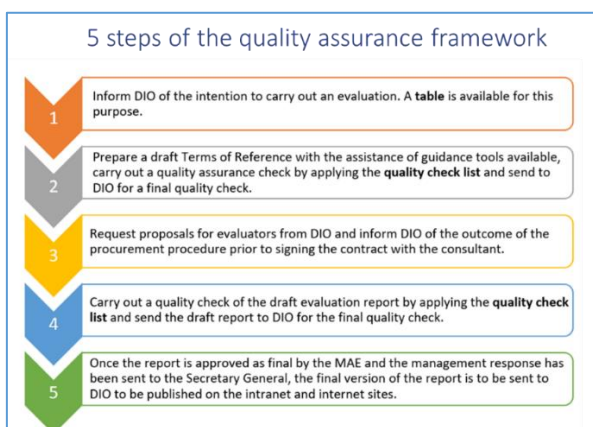 5 steps of the quality assurance framework
1
Inform DIO of the intention to carry out an evaluation. A table is available for this
purpose.
2
Prepare a draft Terms of Reference with the assistance of guidance tools available,
carry out a quality assurance check by applying the quality check list and send to
DIO for a final quality check.
3
Request proposals for evaluators from DIO and inform DIO of the outcome of the
procurement procedure prior to signing the contract with the consultant.
4
Carry out a quality check of the draft evaluation report by applying the quality check
list and send the draft report to DIO for the final quality check.
5
Once the report is approved as final by the MAE and the management response has
been sent to the Secretary General, the final version of the report is to be sent to
DIO to be published on the intranet and internet sites.